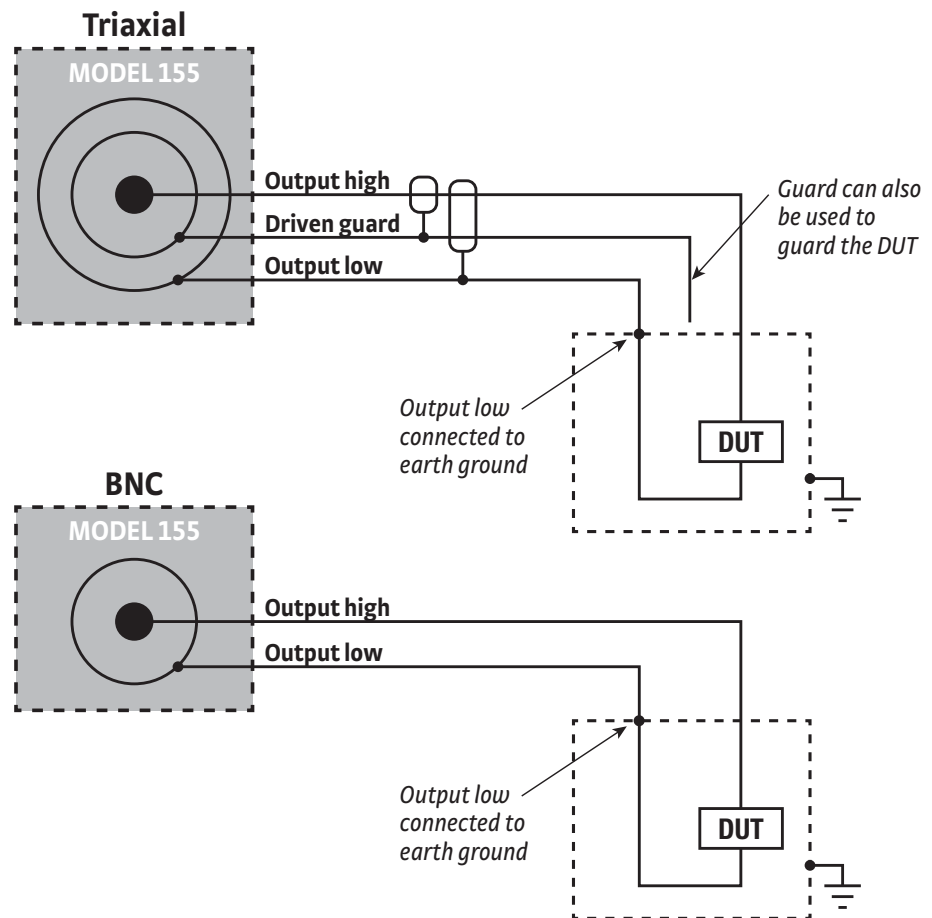 Triaxial
MODEL 155
Output high
Driven guard
Output low
Guard can also
be used to
guard the DUT
Output low
connected to
earth ground
DUT
BNC
MODEL 155
Output high
Output low
Output low
connected to
earth ground
DUT